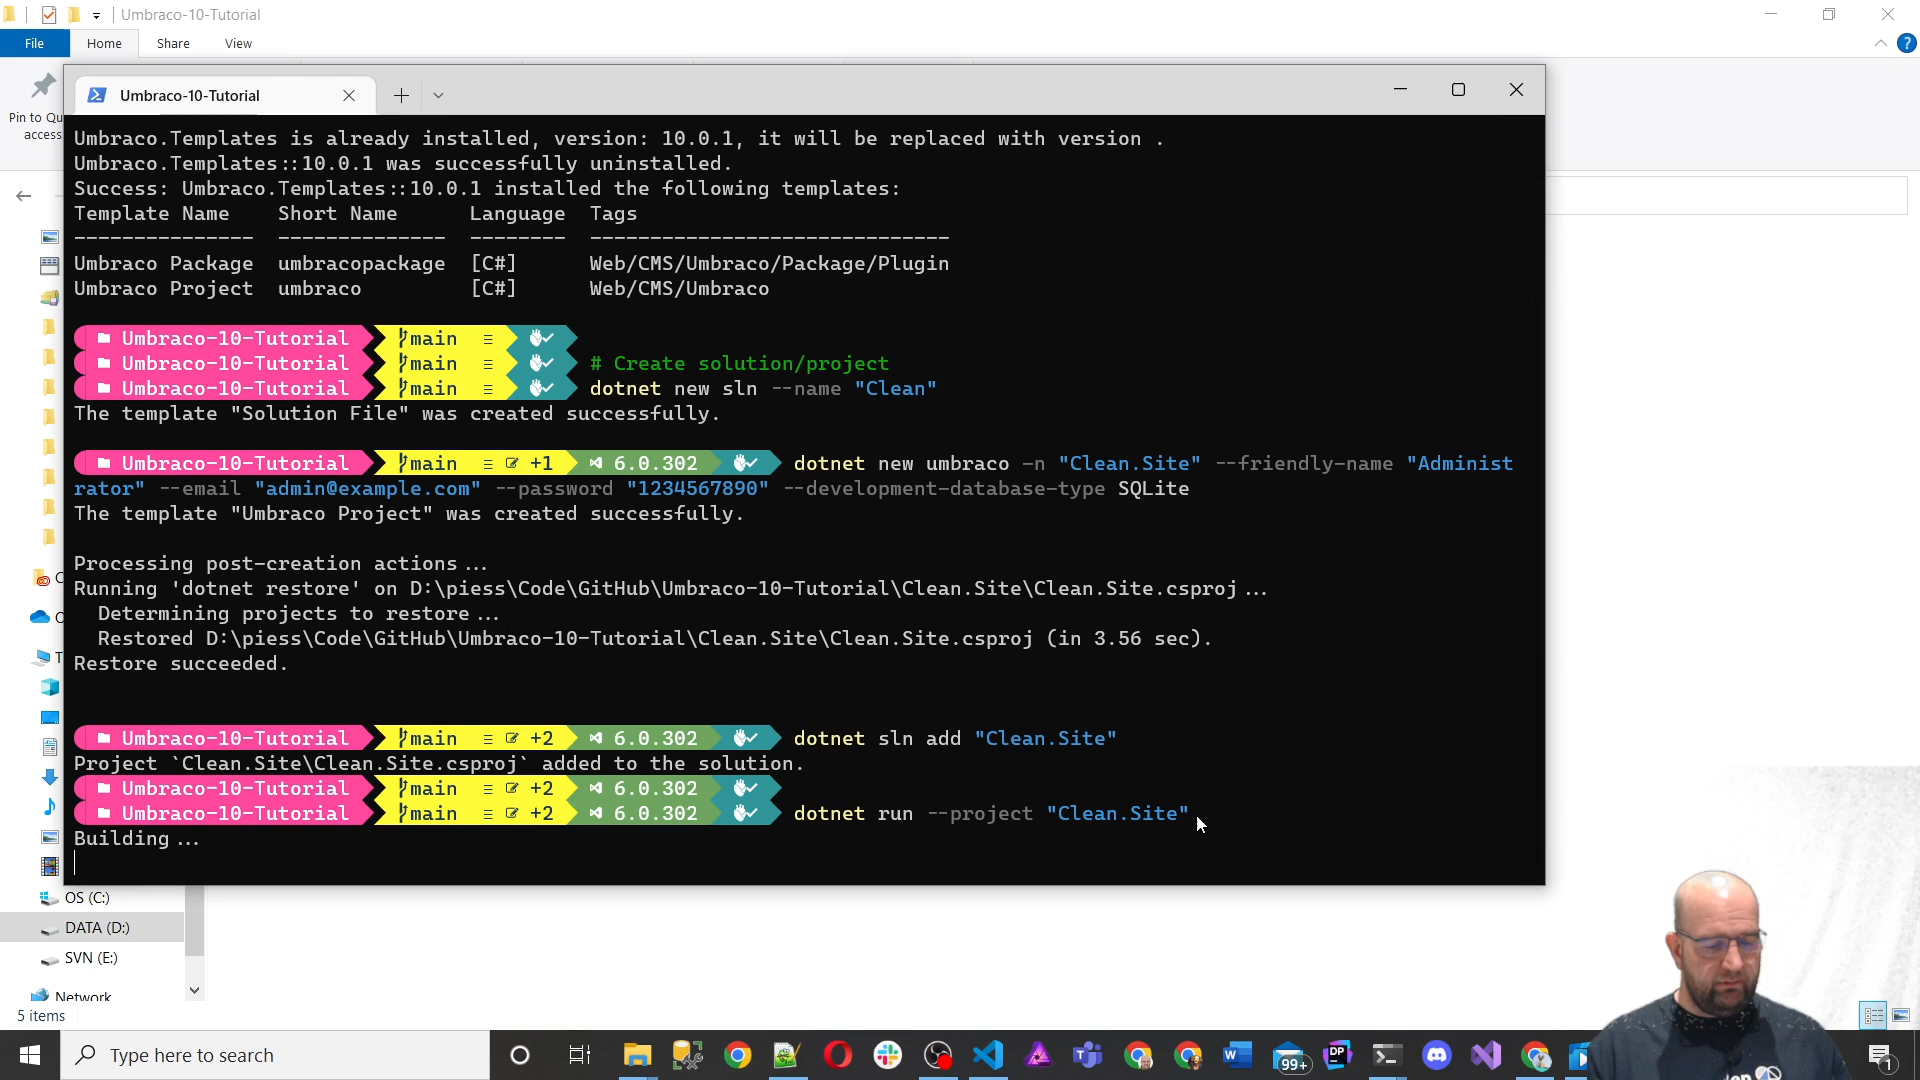 Umbraco-10-Tutorial
File Home Share View
Pin to Qu
access
Umbraco-10-Tutorial
Umbraco.Templates is already installed, version: 10.0.1, it will be replaced with version .
Umbraco.Templates::10.0.1 was successfully uninstalled.
Success: Umbraco.Templates::10.0.1 installed the following templates:
Template Name Short Name Language Tags
--------------- -------------- -------- ------------------------------
Umbraco Package umbracopackage [C#] Web/CMS/Umbraco/Package/Plugin
Umbraco Project umbraco [C#] Web/CMS/Umbraco
Umbraco-10-Tutorial main ≡
Umbraco-10-Tutorial main ≡ # Create solution/project
Umbraco-10-Tutorial main ≡ dotnet new sln --name "Clean"
The template "Solution File" was created successfully.
Umbraco-10-Tutorial main ≡ +1 6.0.302 dotnet new umbraco -n "Clean.Site" --friendly-name "Administ
rator" --email "admin@example.com" --password "1234567890" --development-database-type SQLite
The template "Umbraco Project" was created successfully.
Processing post-creation actions...
Running 'dotnet restore' on D:\piess\Code\GitHub\Umbraco-10-Tutorial\Clean.Site\Clean.Site.csproj...
Determining projects to restore...
Restored D:\piess\Code\GitHub\Umbraco-10-Tutorial\Clean.Site\Clean.Site.csproj (in 3.56 sec).
Restore succeeded.
Umbraco-10-Tutorial main ≡ +2 6.0.302 dotnet sln add "Clean.Site"
Project `Clean.Site\Clean.Site.csproj` added to the solution.
Umbraco-10-Tutorial main ≡ +2 6.0.302
Umbraco-10-Tutorial main ≡ +2 6.0.302 dotnet run --project "Clean.Site"
Building...
OS (C:)
DATA (D:)
SVN (E:)
Network
5 items
Type here to search
99+
DP
1